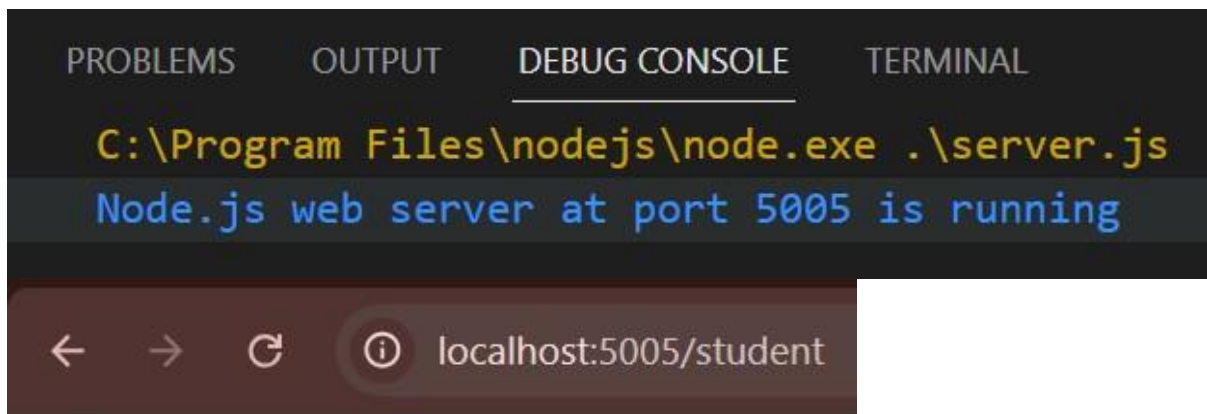 PROBLEMS OUTPUT DEBUG CONSOLE TERMINAL
C:\Program Files\nodejs\node.exe .\server.js
Node.js web server at port 5005 is running
localhost:5005/student